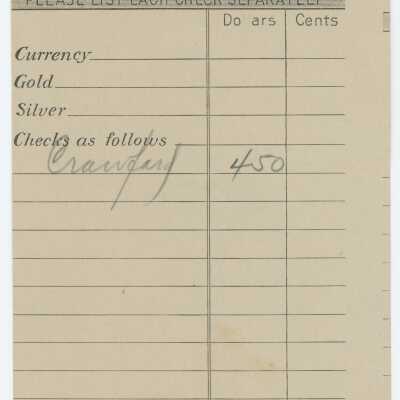 PLEASE LIST EACH CHECK SEPARATELY
Do ars Cents
Currency
Gold
Silver
Checks as follows
Crawford 450